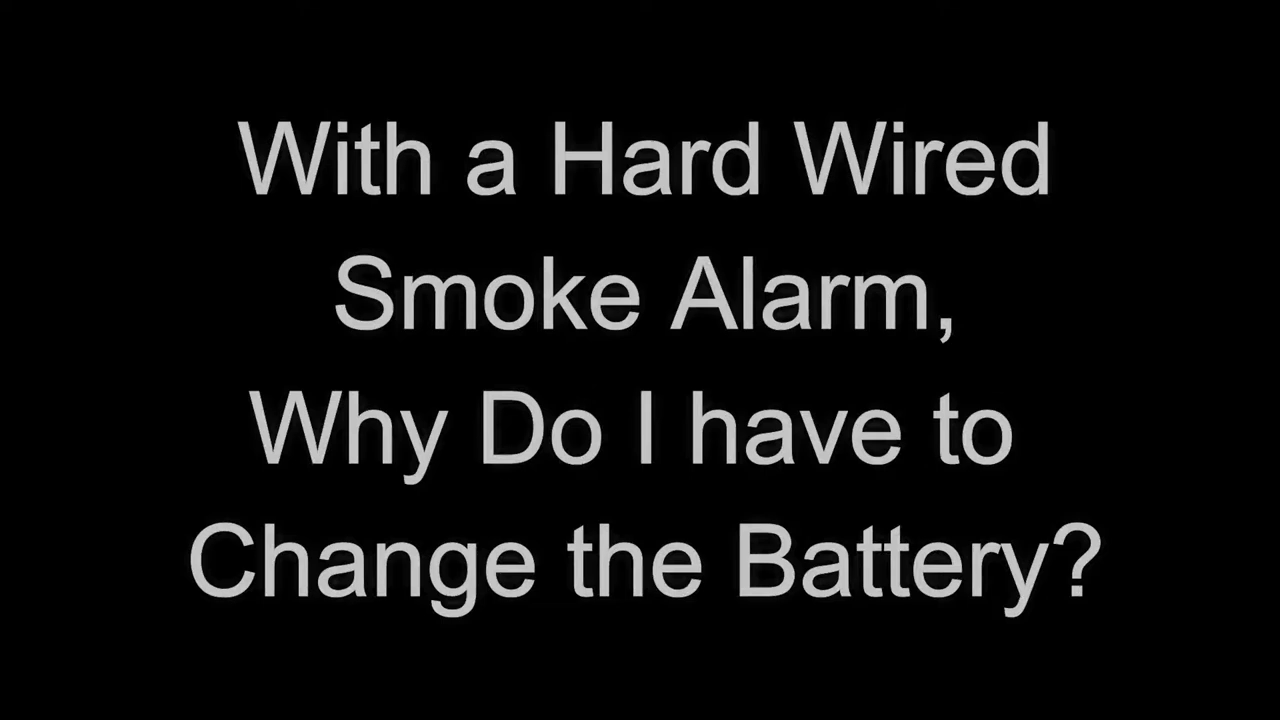 With a Hard Wired
Smoke Alarm,
Why Do I have to
Change the Battery?